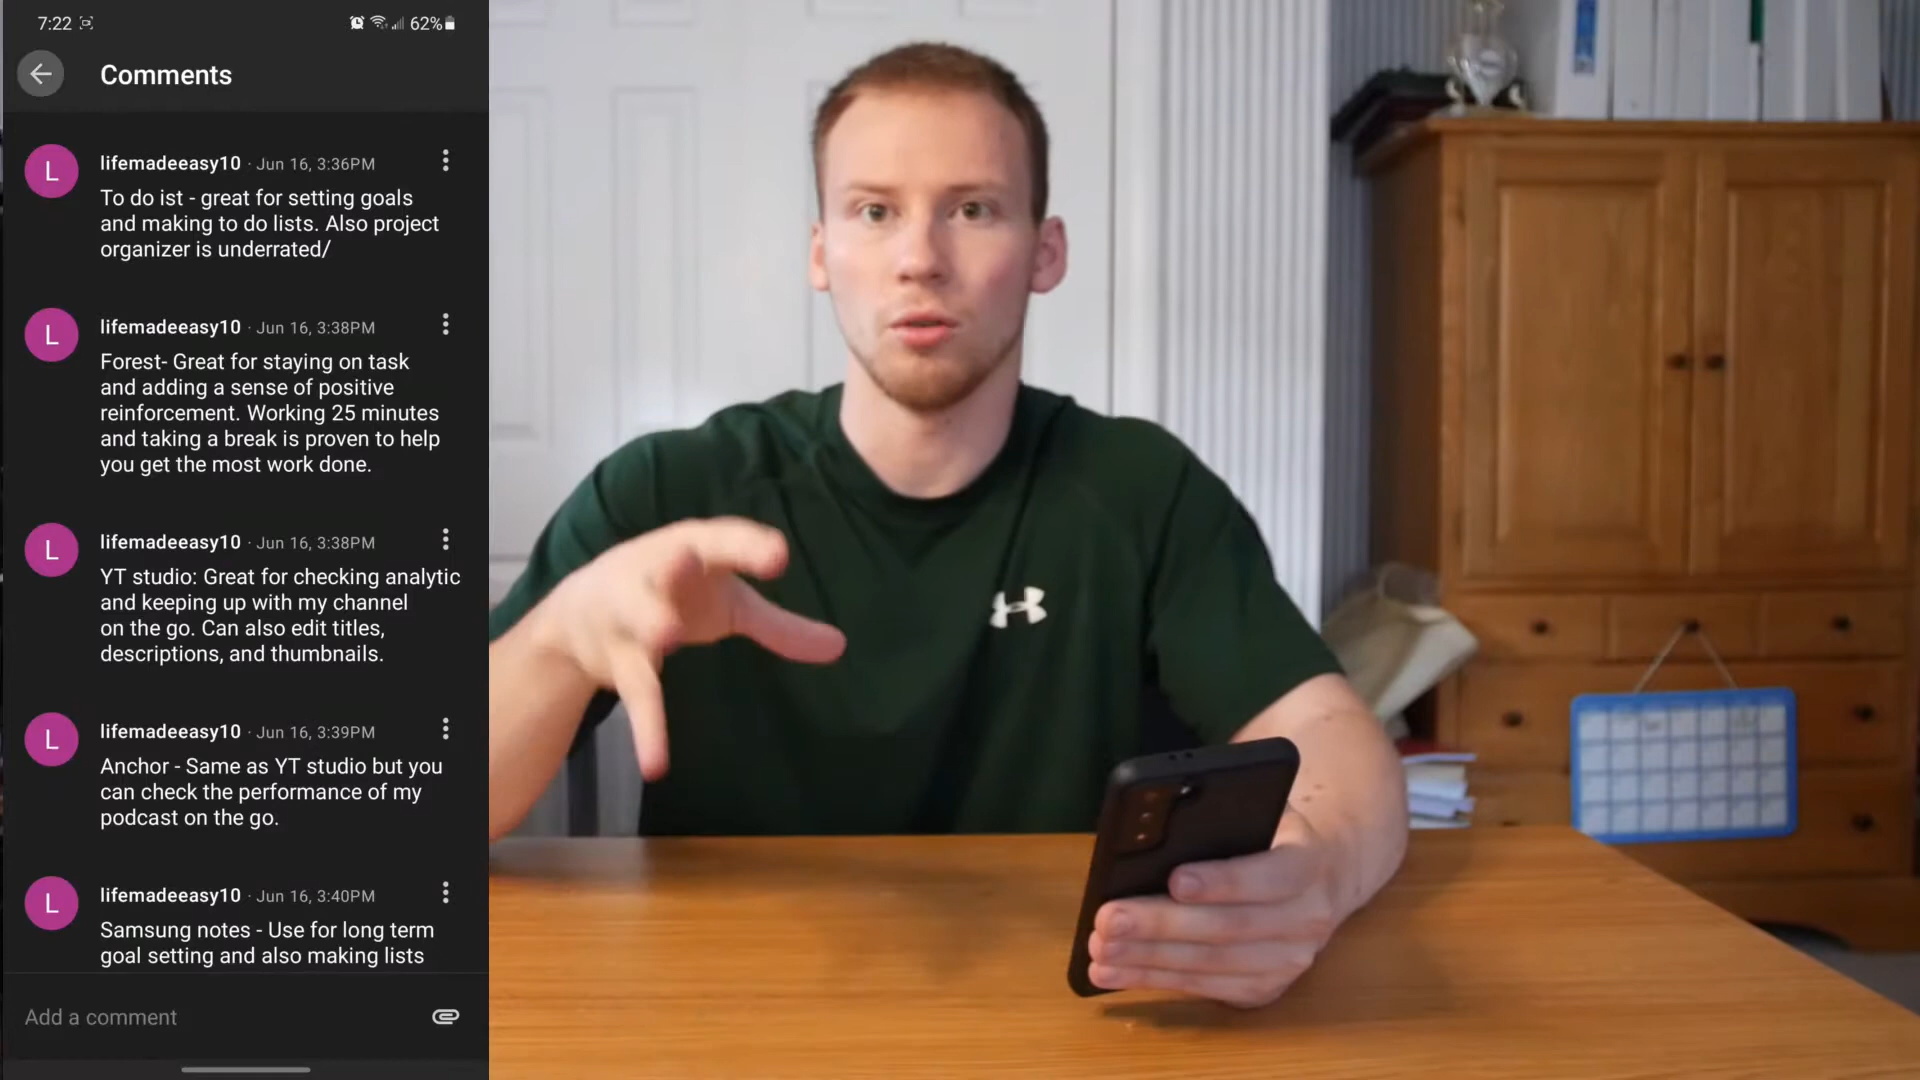 7:22
62%
Comments
L
lifemadeeasy10 · Jun 16, 3:36PM
To do ist - great for setting goals
and making to do lists. Also project
organizer is underrated/
L
lifemadeeasy10 · Jun 16, 3:38PM
Forest- Great for staying on task
and adding a sense of positive
reinforcement. Working 25 minutes
and taking a break is proven to help
you get the most work done.
L
lifemadeeasy10 · Jun 16, 3:38PM
YT studio: Great for checking analytic
and keeping up with my channel
on the go. Can also edit titles,
descriptions, and thumbnails.
L
lifemadeeasy10 · Jun 16, 3:39PM
Anchor - Same as YT studio but you
can check the performance of my
podcast on the go.
L
lifemadeeasy10 · Jun 16, 3:40PM
Samsung notes - Use for long term
goal setting and also making lists
Add a comment